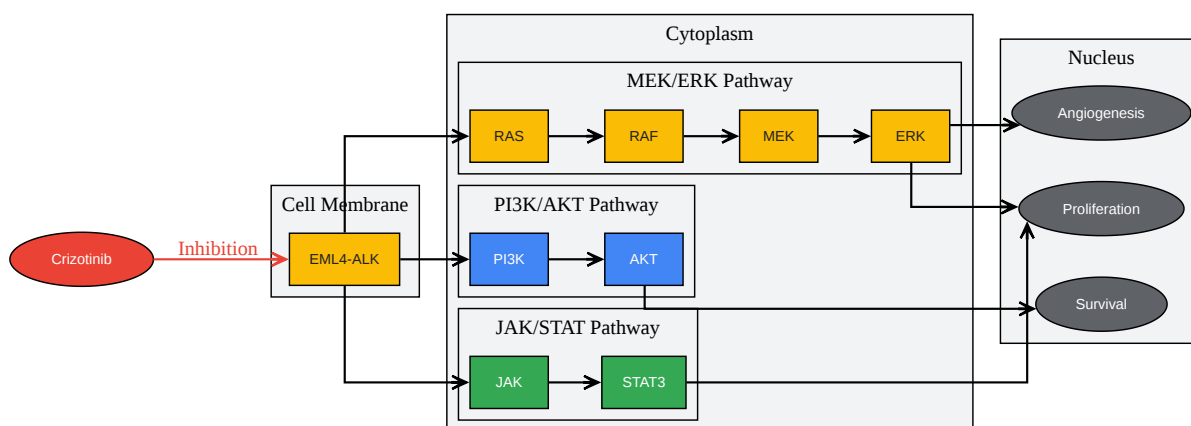 Cytoplasm
Nucleus
MEK/ERK Pathway
Angiogenesis
RAS
RAF
MEK
ERK
Cell Membrane
PI3K/AKT Pathway
Proliferation
Crizotinib
Inhibition
EML4-ALK
PI3K
AKT
Survival
JAK/STAT Pathway
JAK
STAT3